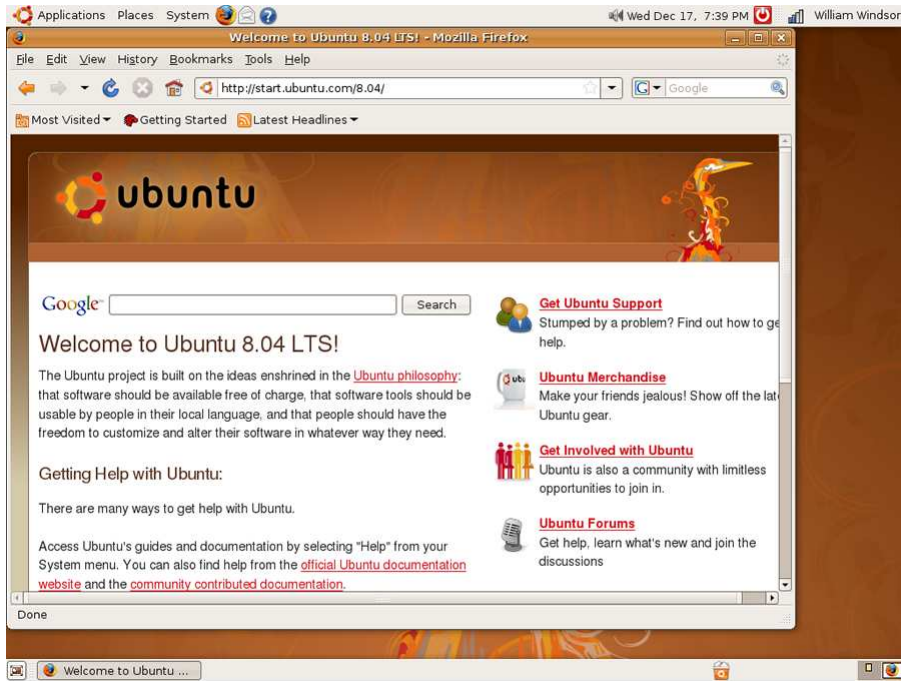 Applications Places System Wed Dec 17, 7:39 PM William Windsor
Welcome to Ubuntu 8.04 LTS! - Mozilla Firefox
File Edit View History Bookmarks Tools Help
http://start.ubuntu.com/8.04/ G Google
Most Visited Getting Started Latest Headlines
ubuntu
Google Search
Welcome to Ubuntu 8.04 LTS!
The Ubuntu project is built on the ideas enshrined in the Ubuntu philosophy:
that software should be available free of charge, that software tools should be
usable by people in their local language, and that people should have the
freedom to customize and alter their software in whatever way they need.
Getting Help with Ubuntu:
There are many ways to get help with Ubuntu.
Access Ubuntu's guides and documentation by selecting "Help" from your
System menu. You can also find help from the official Ubuntu documentation
website and the community contributed documentation.
Get Ubuntu Support
Stumped by a problem? Find out how to ge
help.
ubu
Ubuntu Merchandise
Make your friends jealous! Show off the lat
Ubuntu gear.
Get Involved with Ubuntu
Ubuntu is also a community with limitless
opportunities to join in.
Ubuntu Forums
Get help, learn what's new and join the
discussions
Done
Welcome to Ubuntu ...